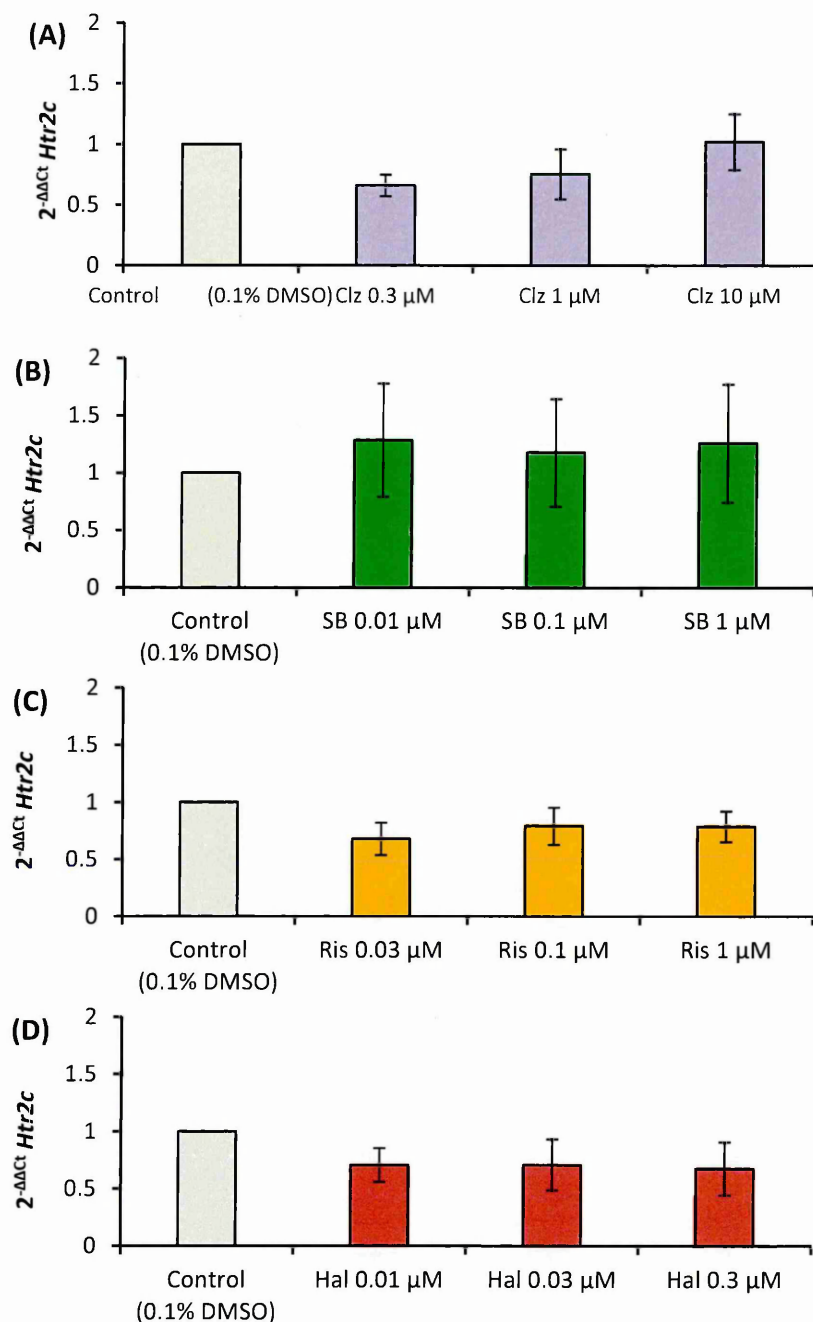 (A)
2
1.5
1
0.5
0
2-ΔΔCt Htr2c
Control (0.1% DMSO) Clz 0.3 μM Clz 1 μM Clz 10 μM
(B)
2
1.5
1
0.5
0
2-ΔΔCt Htr2c
Control SB 0.01 μM SB 0.1 μM SB 1 μM
(0.1% DMSO)
(C)
2
1.5
1
0.5
0
2-ΔΔCt Htr2c
Control Ris 0.03 μM Ris 0.1 μM Ris 1 μM
(0.1% DMSO)
(D)
2
1.5
1
0.5
0
2-ΔΔCt Htr2c
Control Hal 0.01 μM Hal 0.03 μM Hal 0.3 μM
(0.1% DMSO)